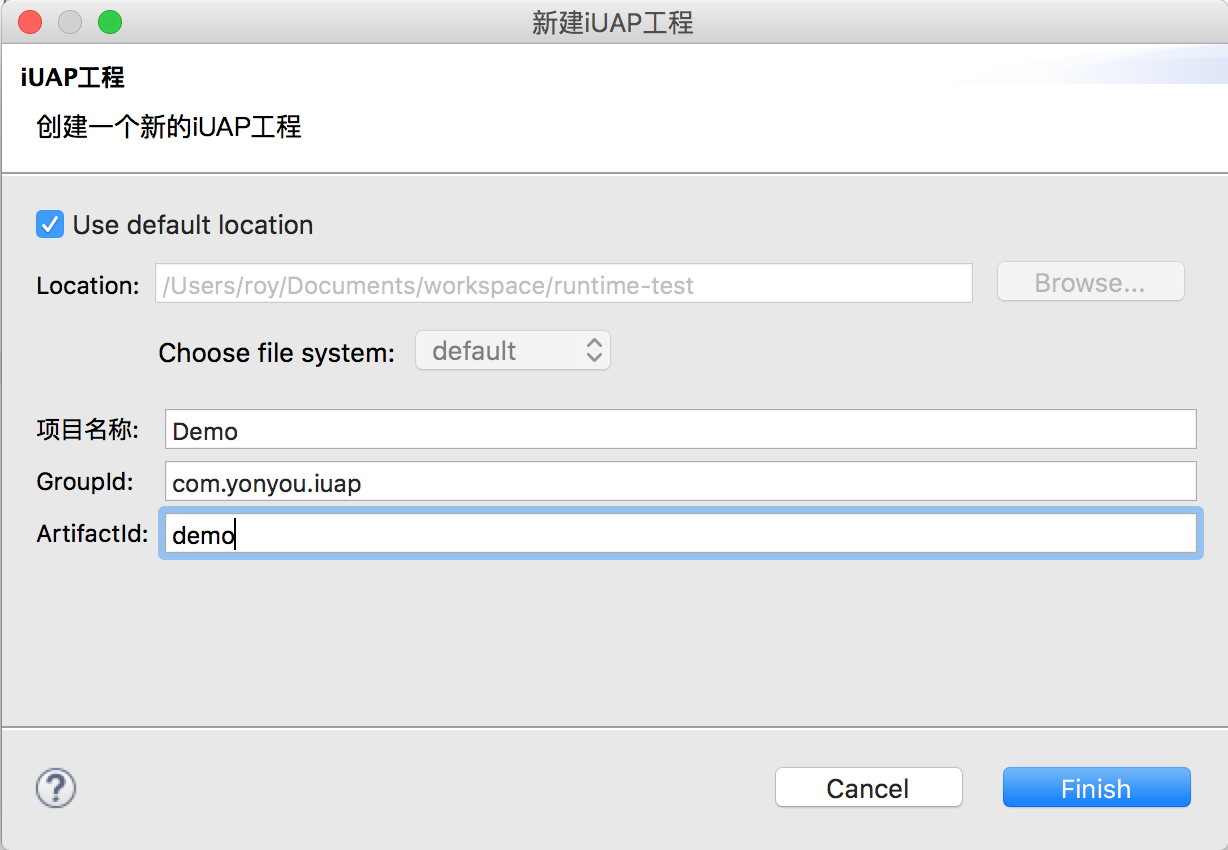 新建iUAP工程
iUAP工程
创建一个新的iUAP工程
Use default location
Location: /Users/roy/Documents/workspace/runtime-test Browse...
Choose file system: default
项目名称: Demo
GroupId: com.yonyou.iuap
ArtifactId: demo
? Cancel Finish